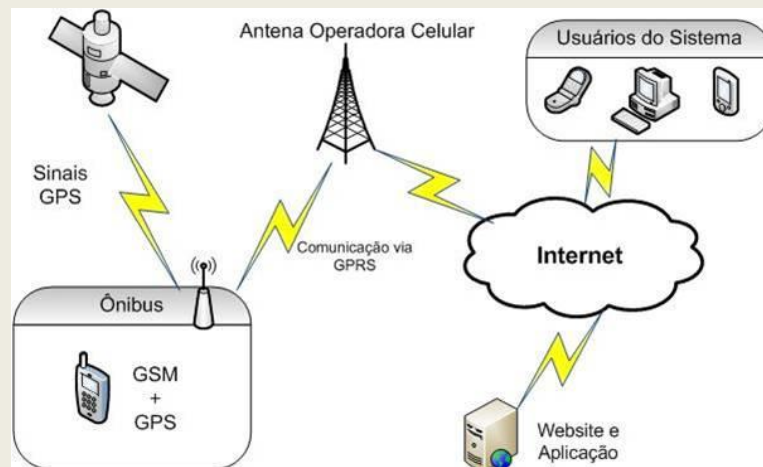 Antena Operadora Celular
Usuários do Sistema
Sinais
GPS
Comunicação via
GPRS
Internet
Ônibus
GSM
+
GPS
Website e
Aplicação